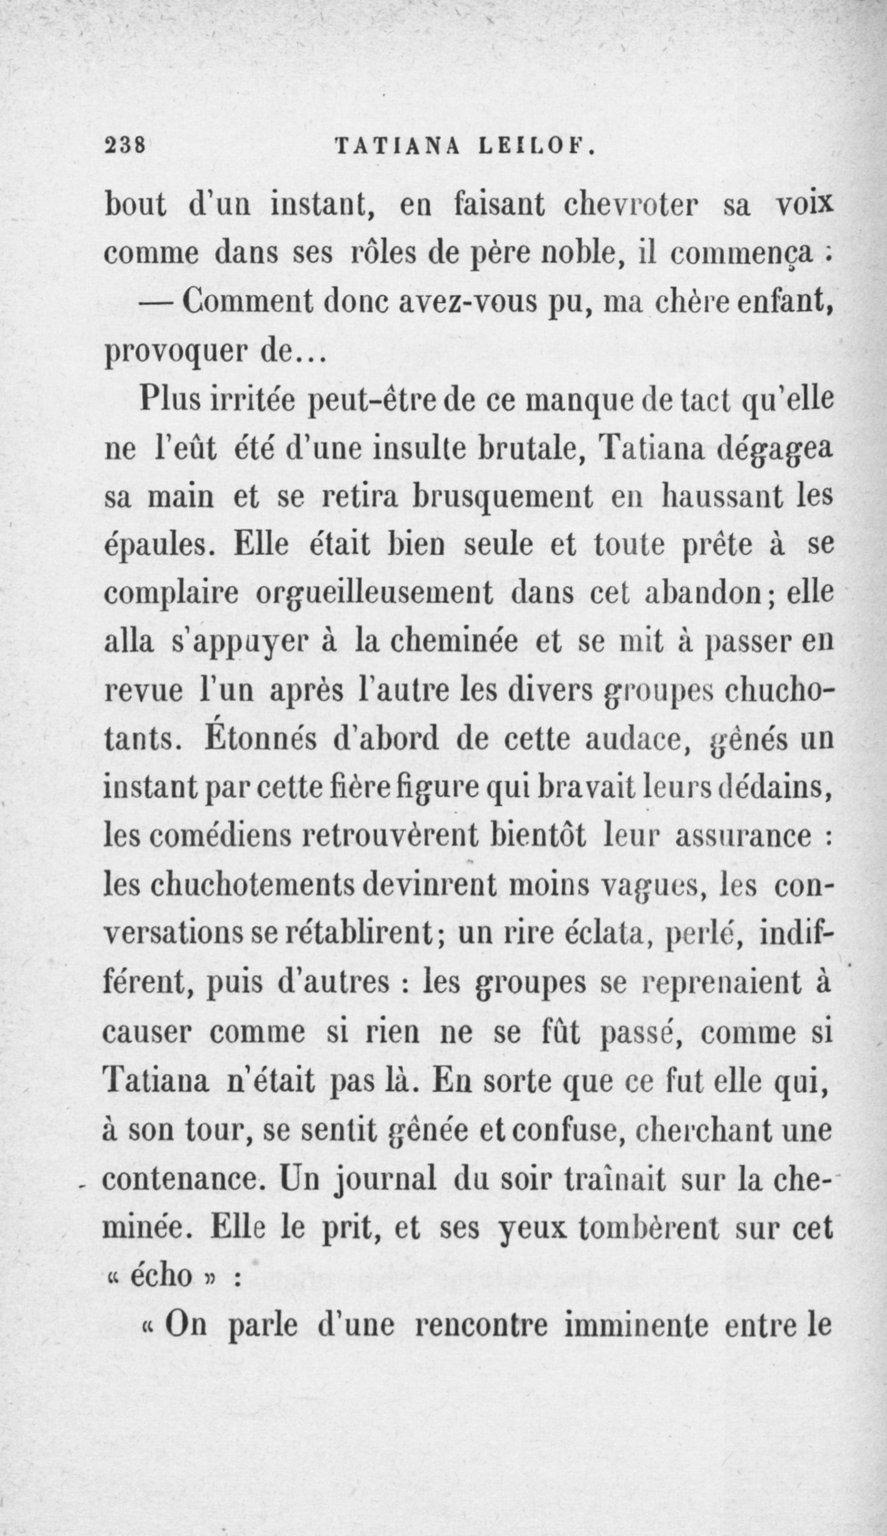 238 TATIANA LEILOF.
bout d'un instant, en faisant chevroter sa voix
comme dans ses rôles de père noble, il commença :
— Comment donc avez-vous pu, ma chère enfant,
provoquer de...
Plus irritée peut-être de ce manque de tact qu'elle
ne l'eût été d'une insulte brutale, Tatiana dégagea
sa main et se retira brusquement en haussant les
épaules. Elle était bien seule et toute prête à se
complaire orgueilleusement dans cet abandon; elle
alla s'appuyer à la cheminée et se mit à passer en
revue l'un après l'autre les divers groupes chucho-
tants. Étonnés d'abord de cette audace, gênés un
instant par cette fière figure qui bravait leurs dédains,
les comédiens retrouvèrent bientôt leur assurance :
les chuchotements devinrent moins vagues, les con-
versations se rétablirent; un rire éclata, perlé, indif-
férent, puis d'autres : les groupes se reprenaient à
causer comme si rien ne se fût passé, comme si
Tatiana n'était pas là. En sorte que ce fut elle qui,
à son tour, se sentit gênée et confuse, cherchant une
contenance. Un journal du soir traînait sur la che-
minée. Elle le prit, et ses yeux tombèrent sur cet
« écho » :
« On parle d'une rencontre imminente entre le